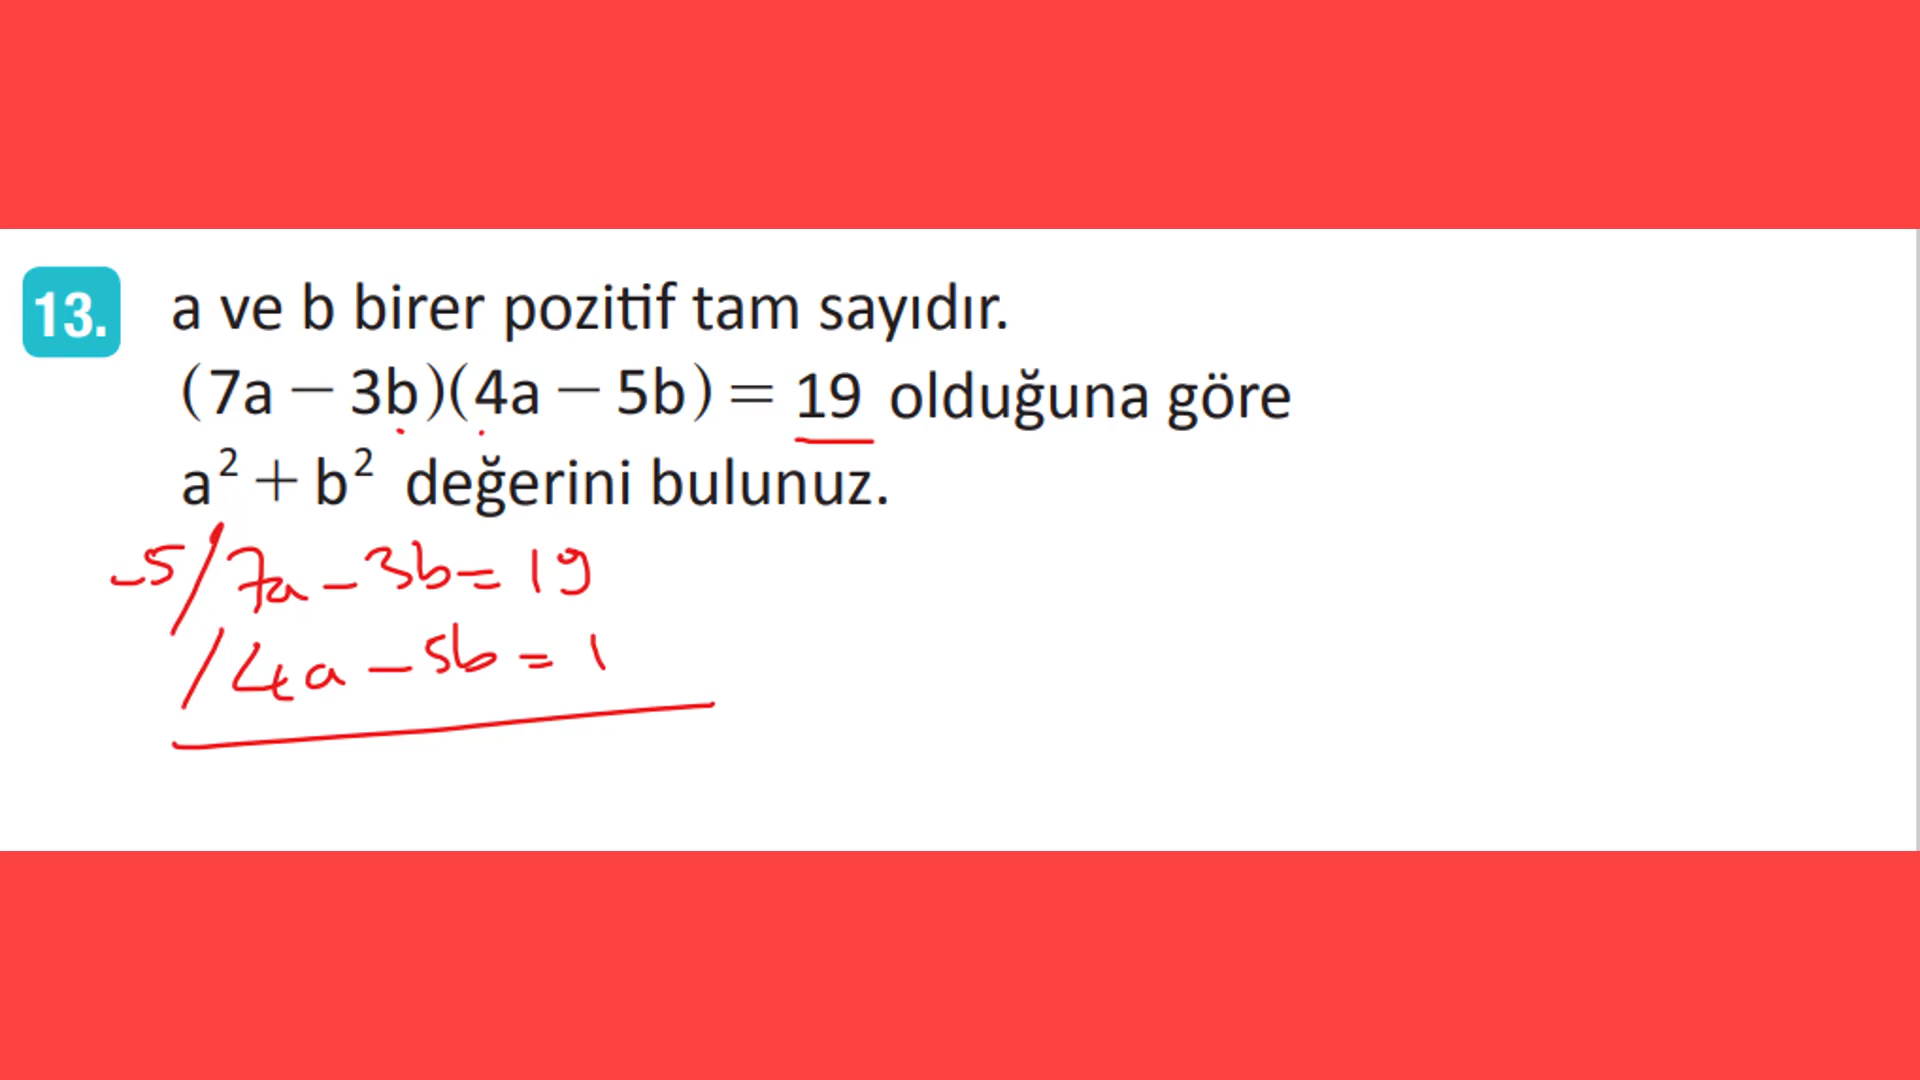 13. a ve b birer pozitif tam sayıdır.
(7a − 3b)(4a − 5b) = 19 olduğuna göre
a² + b² değerini bulunuz.
-5/ 7a - 3b = 19
/ 4a - 5b = 1